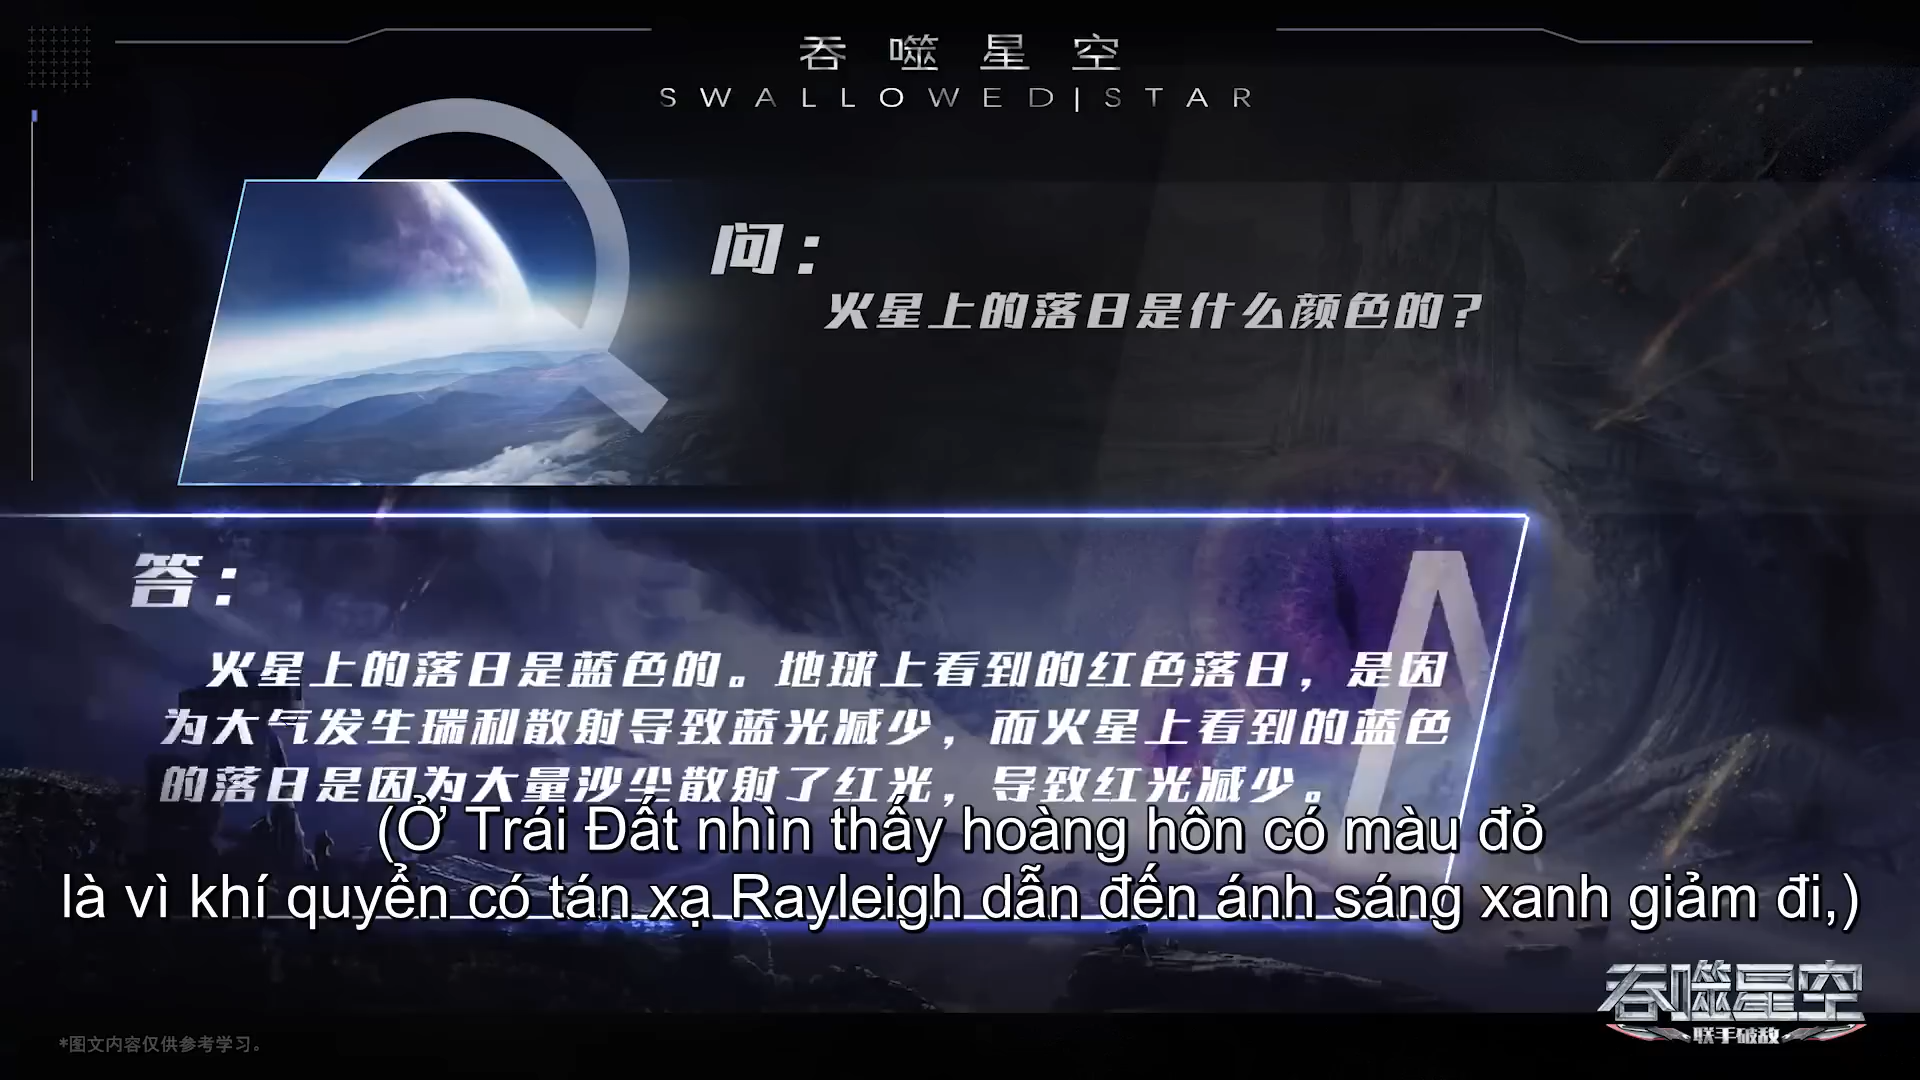 吞噬星空
SWALLOWED|STAR
问：
火星上的落日是什么颜色的？
答：
火星上的落日是蓝色的。地球上看到的红色落日，是因
为大气发生瑞利散射导致蓝光减少，而火星上看到的蓝色
的落日是因为大量沙尘散射了红光，导致红光减少。
(Ở Trái Đất nhìn thấy hoàng hôn có màu đỏ
là vì khí quyển có tán xạ Rayleigh dẫn đến ánh sáng xanh giảm đi,)
吞噬星空
联手破敌
*图文内容仅供参考学习。